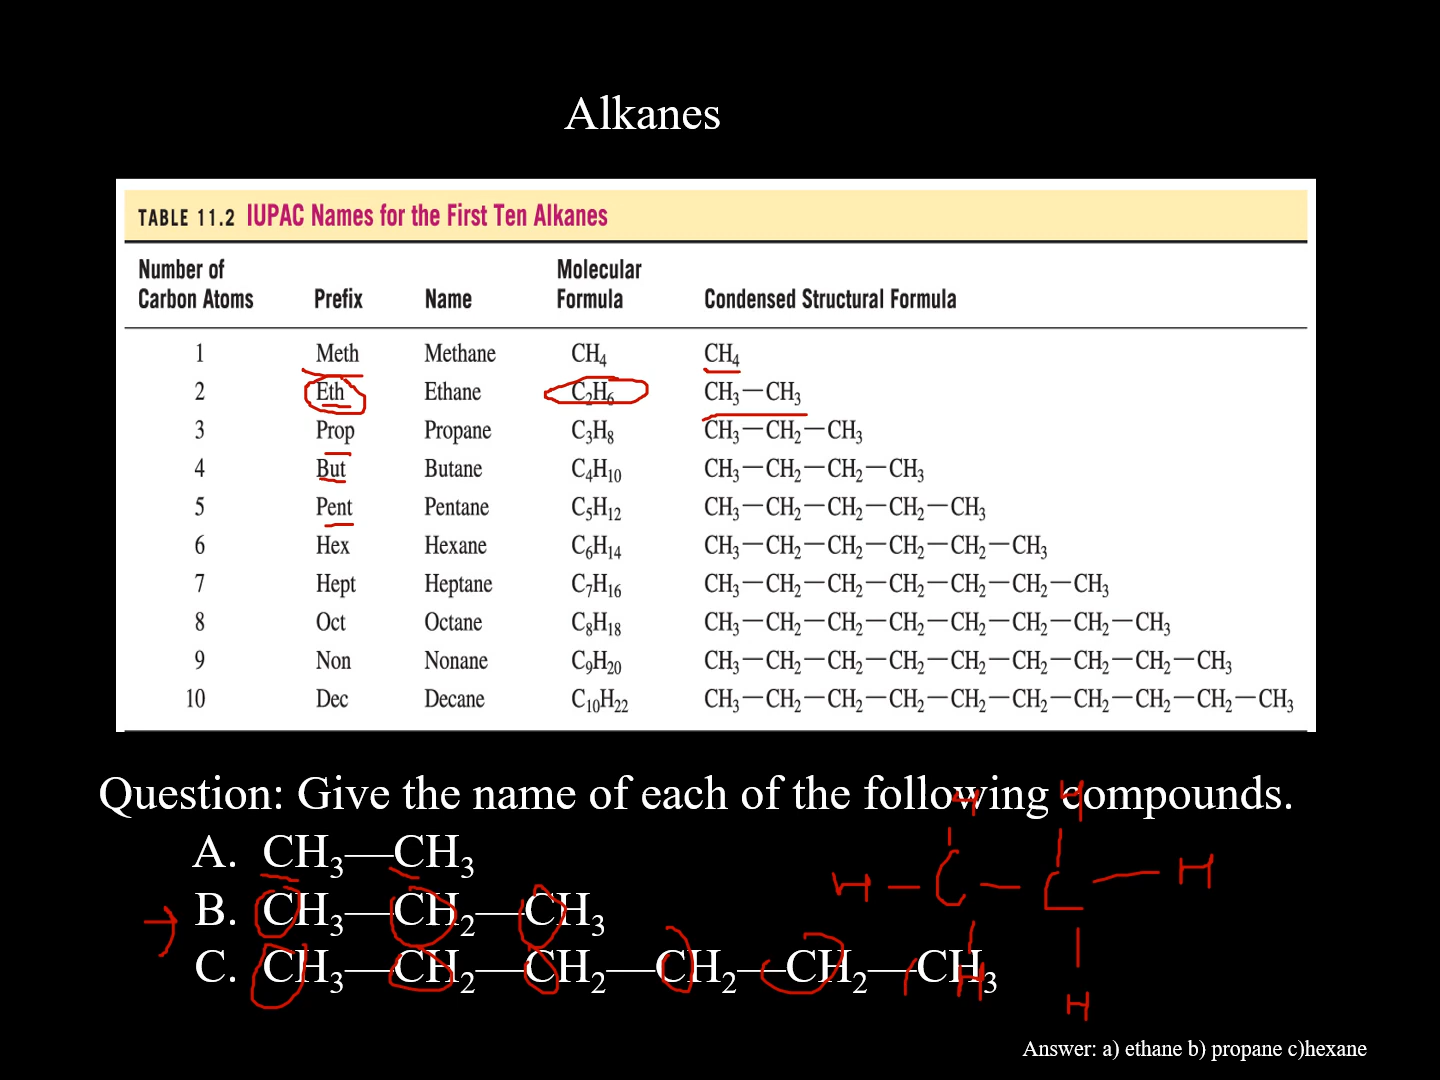 Alkanes
TABLE 11.2 IUPAC Names for the First Ten Alkanes
Number of Carbon Atoms Prefix Name Molecular Formula Condensed Structural Formula
1 Meth Methane CH₄ CH₄
2 Eth Ethane C₂H₆ CH₃—CH₃
3 Prop Propane C₃H₈ CH₃—CH₂—CH₃
4 But Butane C₄H₁₀ CH₃—CH₂—CH₂—CH₃
5 Pent Pentane C₅H₁₂ CH₃—CH₂—CH₂—CH₂—CH₃
6 Hex Hexane C₆H₁₄ CH₃—CH₂—CH₂—CH₂—CH₂—CH₃
7 Hept Heptane C₇H₁₆ CH₃—CH₂—CH₂—CH₂—CH₂—CH₂—CH₃
8 Oct Octane C₈H₁₈ CH₃—CH₂—CH₂—CH₂—CH₂—CH₂—CH₂—CH₃
9 Non Nonane C₉H₂₀ CH₃—CH₂—CH₂—CH₂—CH₂—CH₂—CH₂—CH₂—CH₃
10 Dec Decane C₁₀H₂₂ CH₃—CH₂—CH₂—CH₂—CH₂—CH₂—CH₂—CH₂—CH₂—CH₃
Question: Give the name of each of the following compounds.
A. CH₃—CH₃
B. CH₃—CH₂—CH₃
C. CH₃—CH₂—CH₂—CH₂—CH₂—CH₃
H H
H — C — C — H
H H
Answer: a) ethane b) propane c)hexane